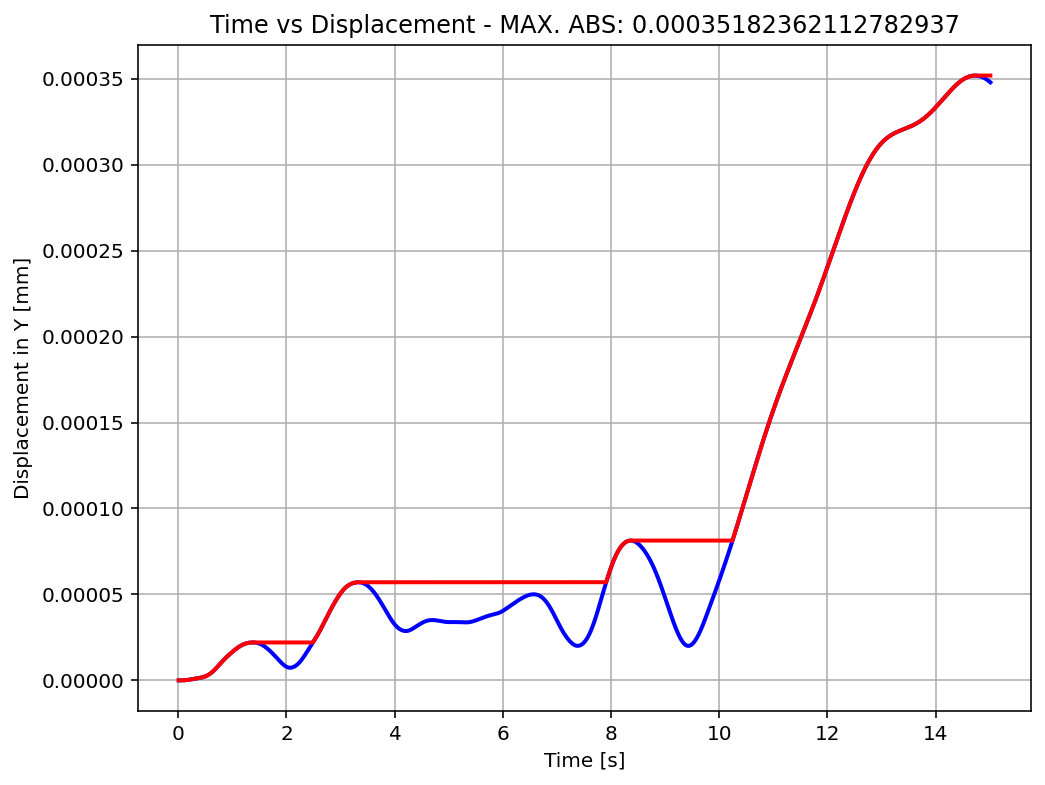 Time vs Displacement - MAX. ABS: 0.00035182362112782937
0.00035
0.00030
0.00025
0.00020
0.00015
0.00010
0.00005
0.00000
Displacement in Y [mm]
0 2 4 6 8 10 12 14
Time [s]